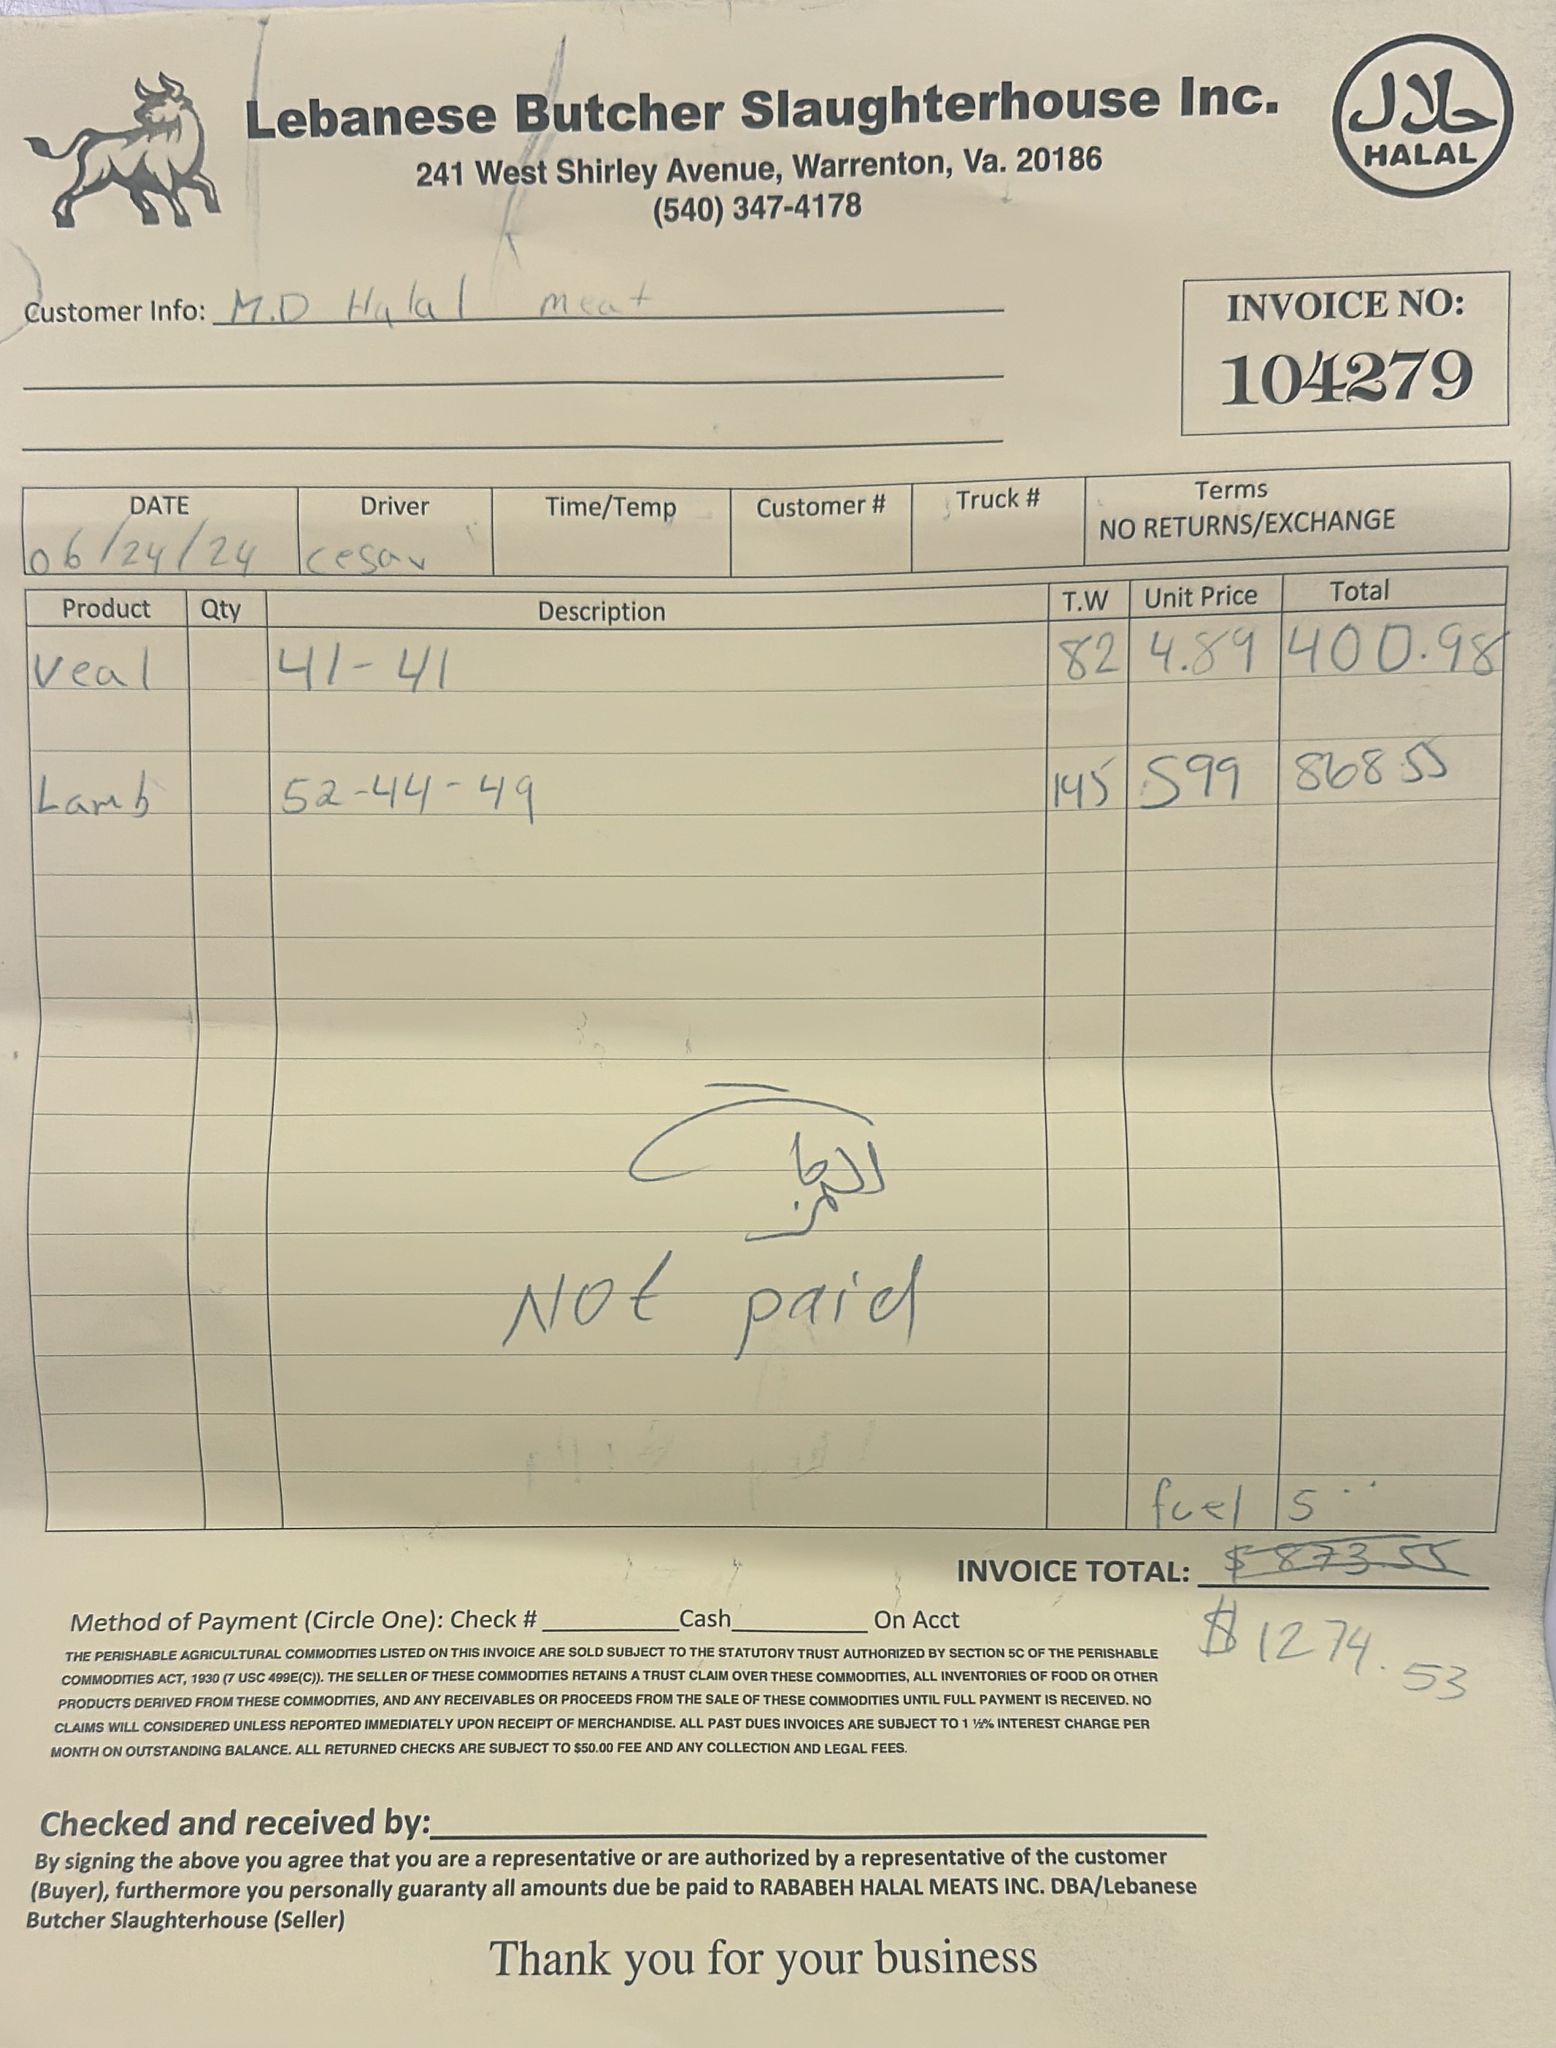 Lebanese Butcher Slaughterhouse Inc.
241 West Shirley Avenue, Warrenton, Va. 20186
(540) 347-4178
حلال
HALAL
Customer Info: M.D Halal meat
INVOICE NO:
104279
DATE Driver Time/Temp Customer # Truck # Terms
NO RETURNS/EXCHANGE
06/24/24 cesar
Product Qty Description T.W Unit Price Total
Veal 41-41 82 4.89 400.98
Lamb 52-44-49 145 599 868.55
NOt paid
fuel 5
INVOICE TOTAL: $873.55
$1274.53
Method of Payment (Circle One): Check # Cash On Acct
THE PERISHABLE AGRICULTURAL COMMODITIES LISTED ON THIS INVOICE ARE SOLD SUBJECT TO THE STATUTORY TRUST AUTHORIZED BY SECTION 5C OF THE PERISHABLE
COMMODITIES ACT, 1930 (7 USC 499E(C)). THE SELLER OF THESE COMMODITIES RETAINS A TRUST CLAIM OVER THESE COMMODITIES, ALL INVENTORIES OF FOOD OR OTHER
PRODUCTS DERIVED FROM THESE COMMODITIES, AND ANY RECEIVABLES OR PROCEEDS FROM THE SALE OF THESE COMMODITIES UNTIL FULL PAYMENT IS RECEIVED. NO
CLAIMS WILL CONSIDERED UNLESS REPORTED IMMEDIATELY UPON RECEIPT OF MERCHANDISE. ALL PAST DUES INVOICES ARE SUBJECT TO 1 ½% INTEREST CHARGE PER
MONTH ON OUTSTANDING BALANCE. ALL RETURNED CHECKS ARE SUBJECT TO $50.00 FEE AND ANY COLLECTION AND LEGAL FEES.
Checked and received by:
By signing the above you agree that you are a representative or are authorized by a representative of the customer
(Buyer), furthermore you personally guaranty all amounts due be paid to RABABEH HALAL MEATS INC. DBA/Lebanese
Butcher Slaughterhouse (Seller)
Thank you for your business